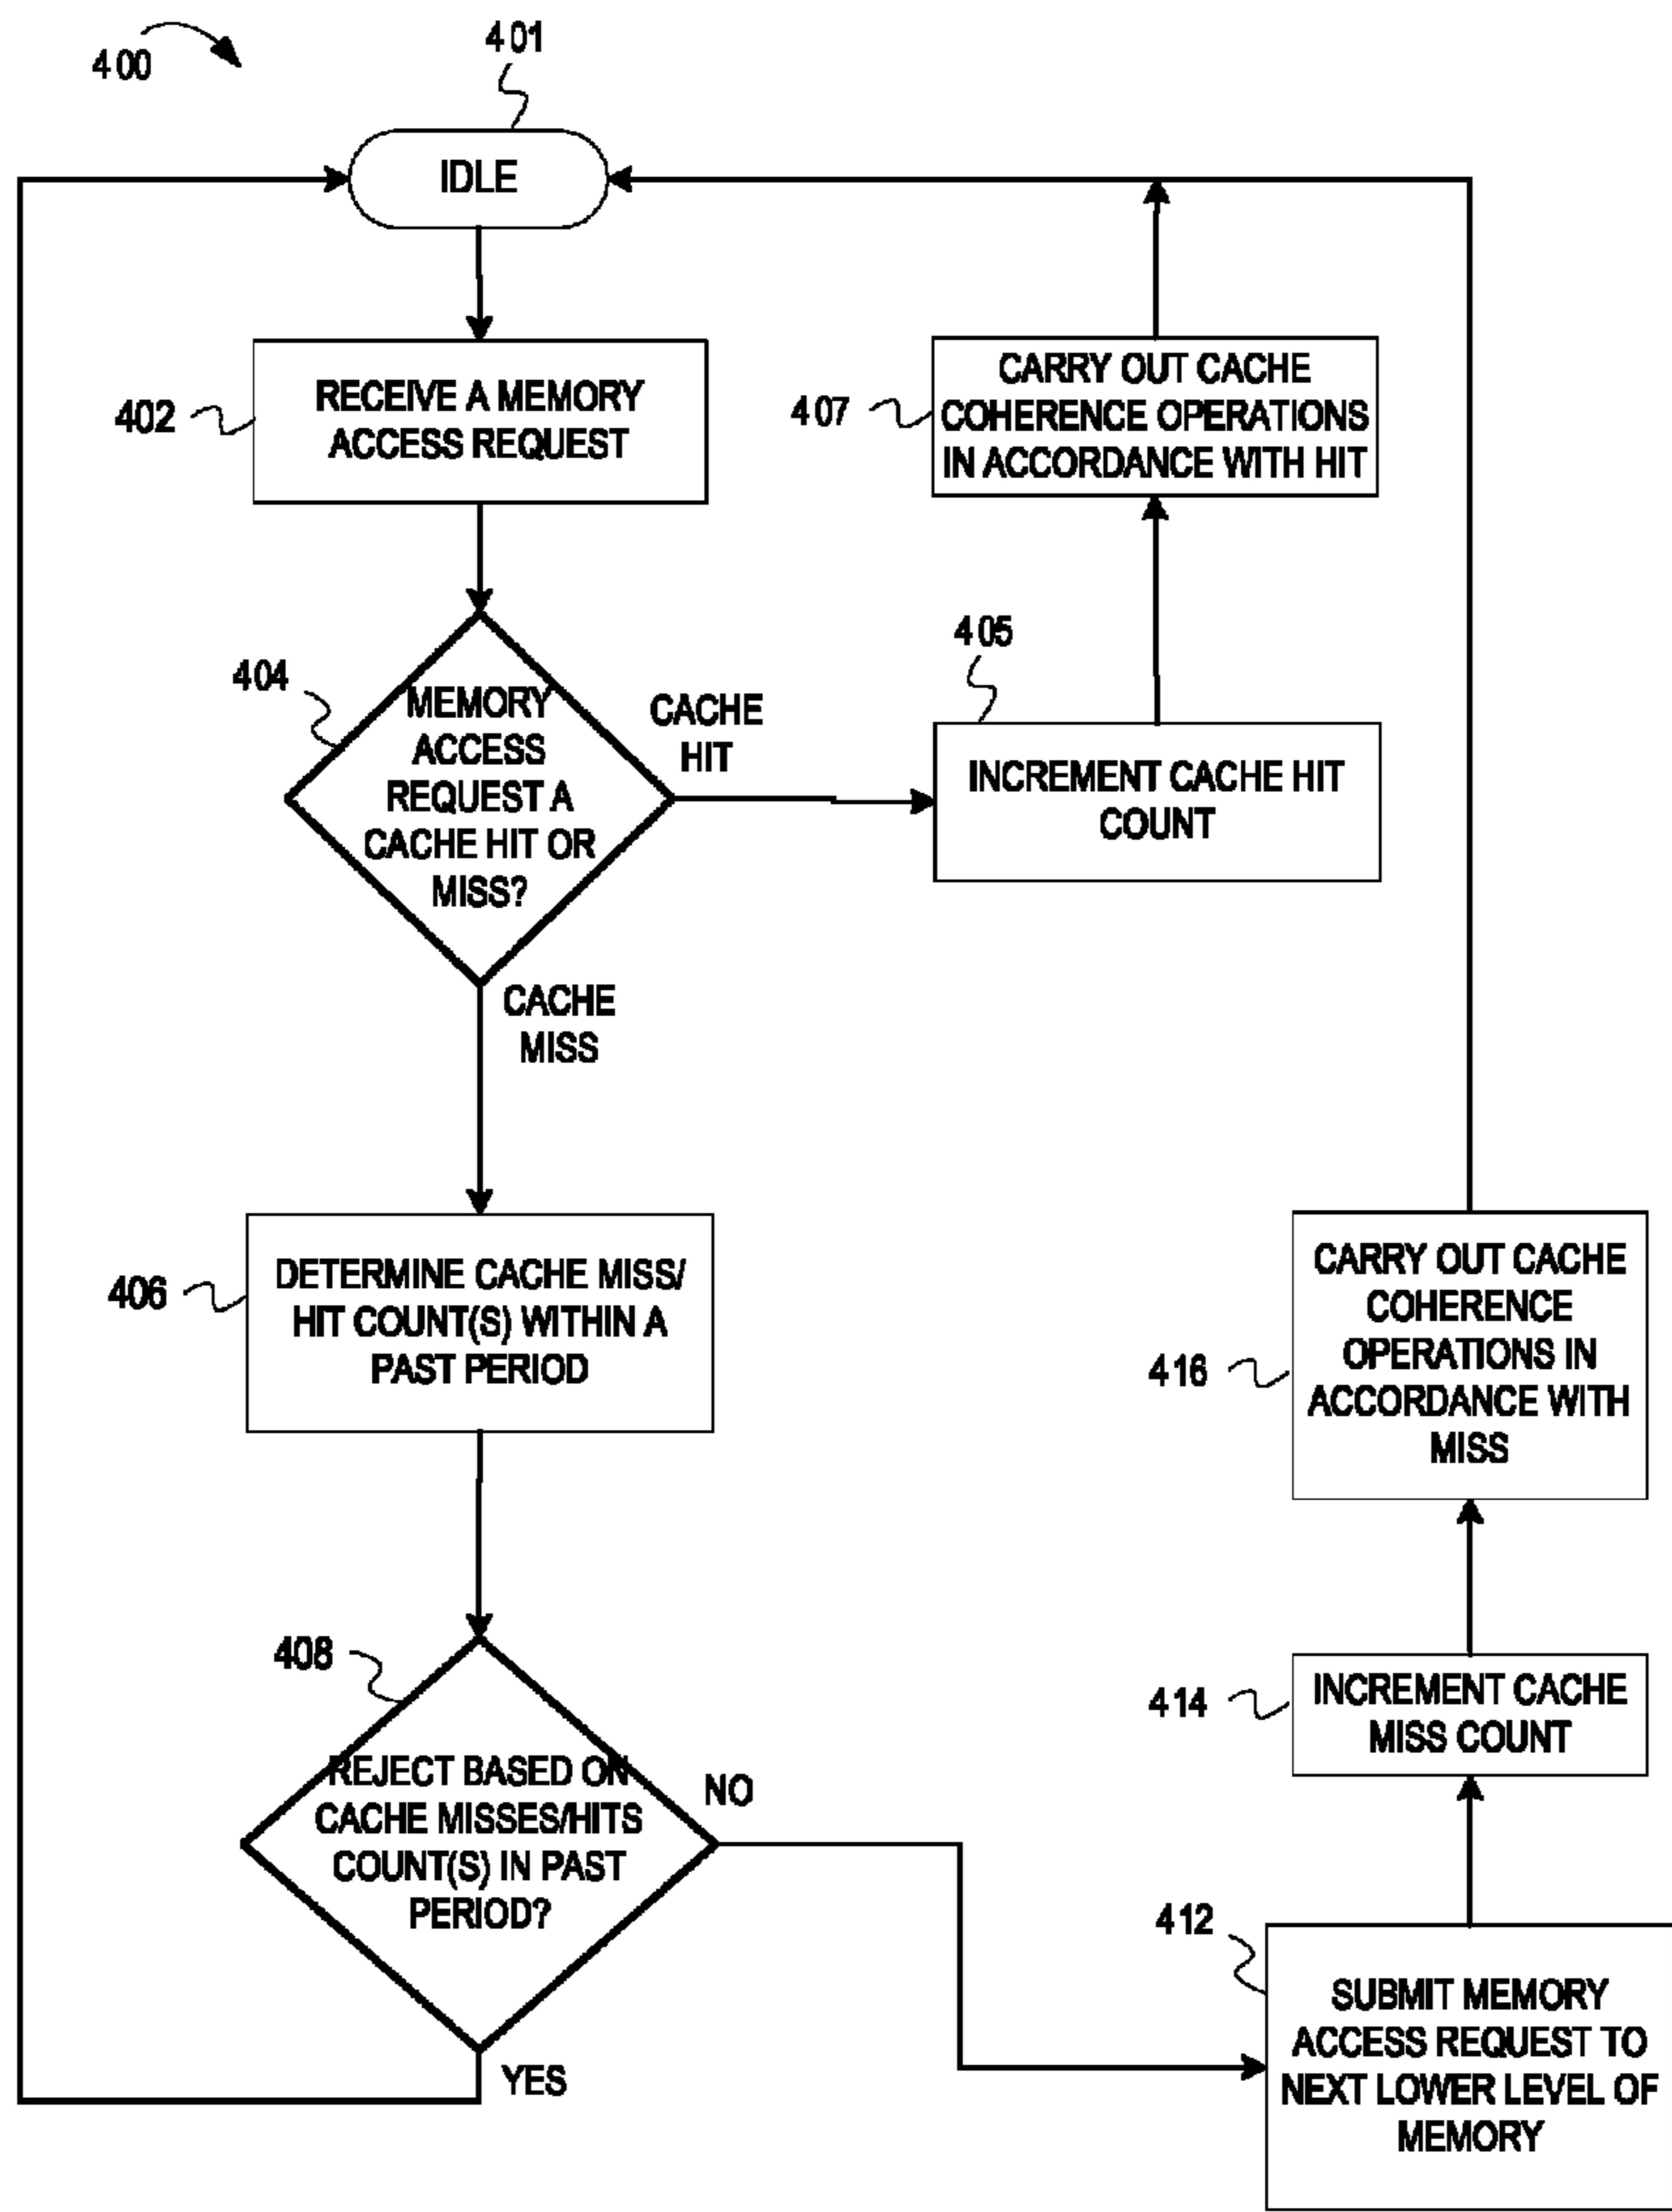 400
401
IDLE
402
RECEIVE A MEMORY
ACCESS REQUEST
404
MEMORY
ACCESS
REQUEST A
CACHE HIT OR
MISS?
CACHE
HIT
405
INCREMENT CACHE HIT
COUNT
407
CARRY OUT CACHE
COHERENCE OPERATIONS
IN ACCORDANCE WITH HIT
CACHE
MISS
406
DETERMINE CACHE MISS/
HIT COUNT(S) WITHIN A
PAST PERIOD
408
REJECT BASED ON
CACHE MISSES/HITS
COUNT(S) IN PAST
PERIOD?
NO
YES
412
SUBMIT MEMORY
ACCESS REQUEST TO
NEXT LOWER LEVEL OF
MEMORY
414
INCREMENT CACHE
MISS COUNT
416
CARRY OUT CACHE
COHERENCE
OPERATIONS IN
ACCORDANCE WITH
MISS